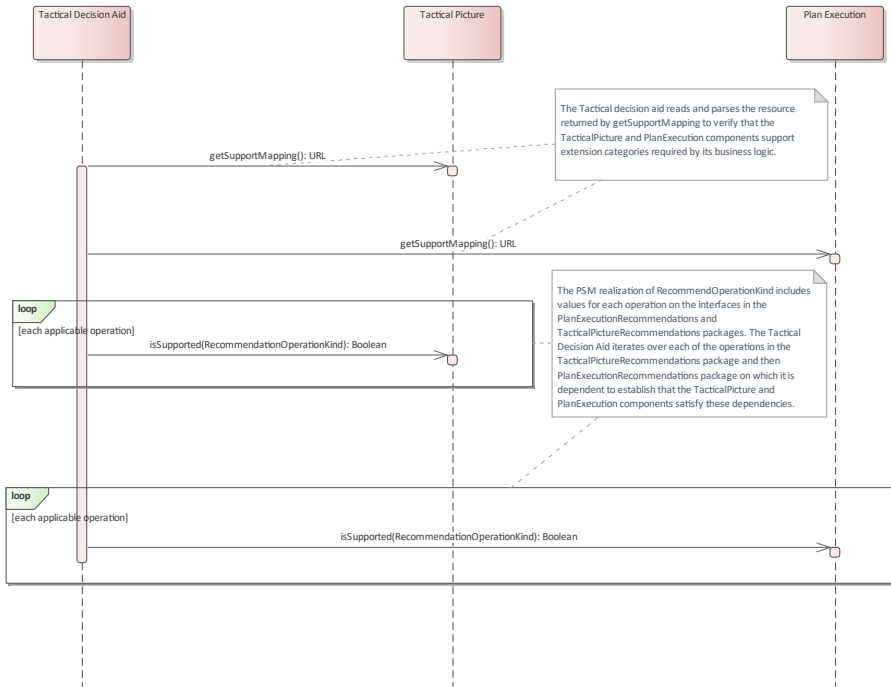 Tactical Decision Aid
Tactical Picture
Plan Execution
The Tactical decision aid reads and parses the resource
returned by getSupportMapping to verify that the
TacticalPicture and PlanExecution components support
extension categories required by its business logic.
getSupportMapping(): URL
getSupportMapping(): URL
The PSM realization of RecommendOperationKind includes
values for each operation on the interfaces in the
PlanExecutionRecommendations and
TacticalPictureRecommendations packages. The Tactical
Decision Aid iterates over each of the operations in the
TacticalPictureRecommendations package and then
PlanExecutionRecommendations package on which it is
dependent to establish that the TacticalPicture and
PlanExecution components satisfy these dependencies.
loop
[each applicable operation]
isSupported(RecommendationOperationKind): Boolean
loop
[each applicable operation]
isSupported(RecommendationOperationKind): Boolean